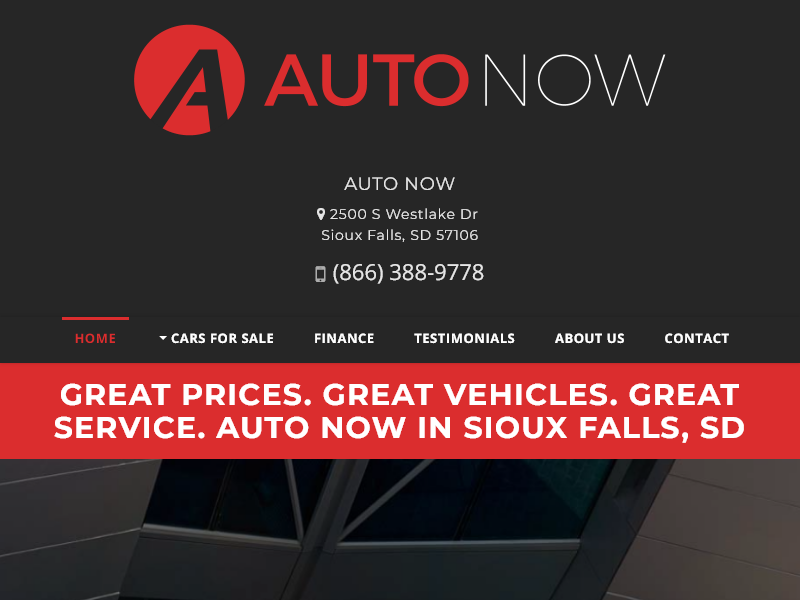 AUTO NOW
AUTO NOW
2500 S Westlake Dr
Sioux Falls, SD 57106
(866) 388-9778
HOME CARS FOR SALE FINANCE TESTIMONIALS ABOUT US CONTACT
GREAT PRICES. GREAT VEHICLES. GREAT
SERVICE. AUTO NOW IN SIOUX FALLS, SD